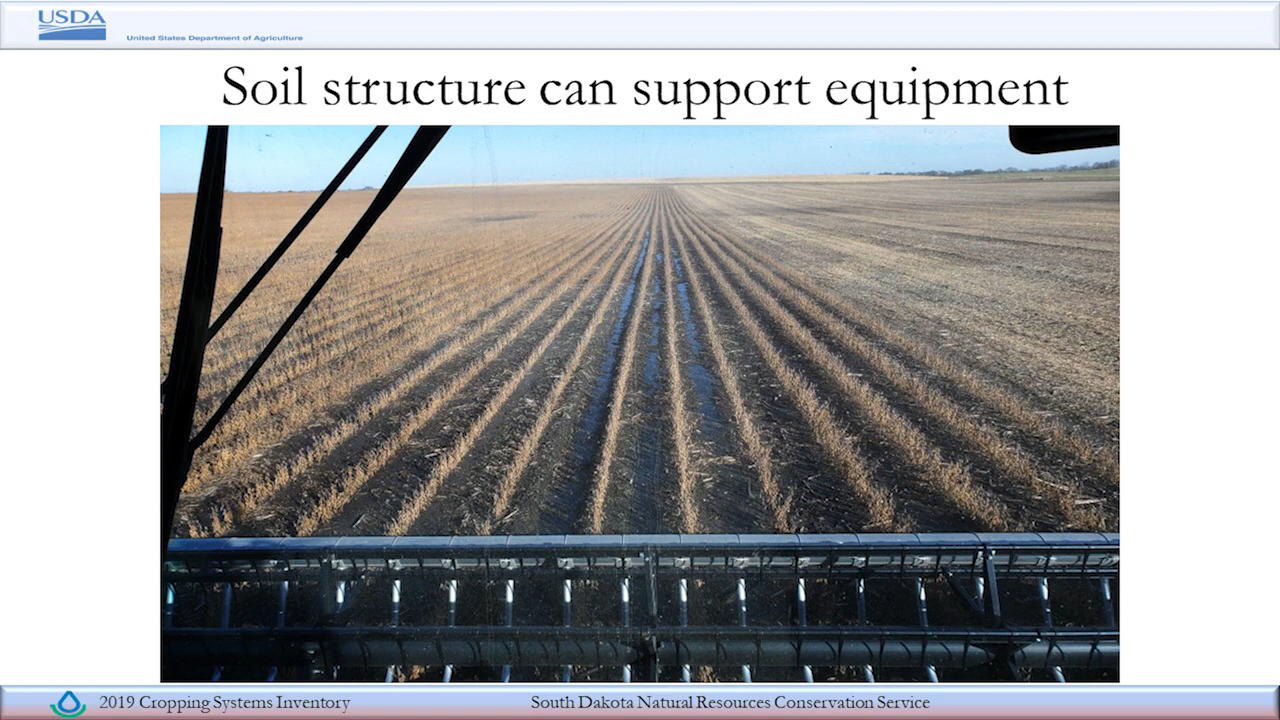 USDA
United States Department of Agriculture
Soil structure can support equipment
2019 Cropping Systems Inventory
South Dakota Natural Resources Conservation Service